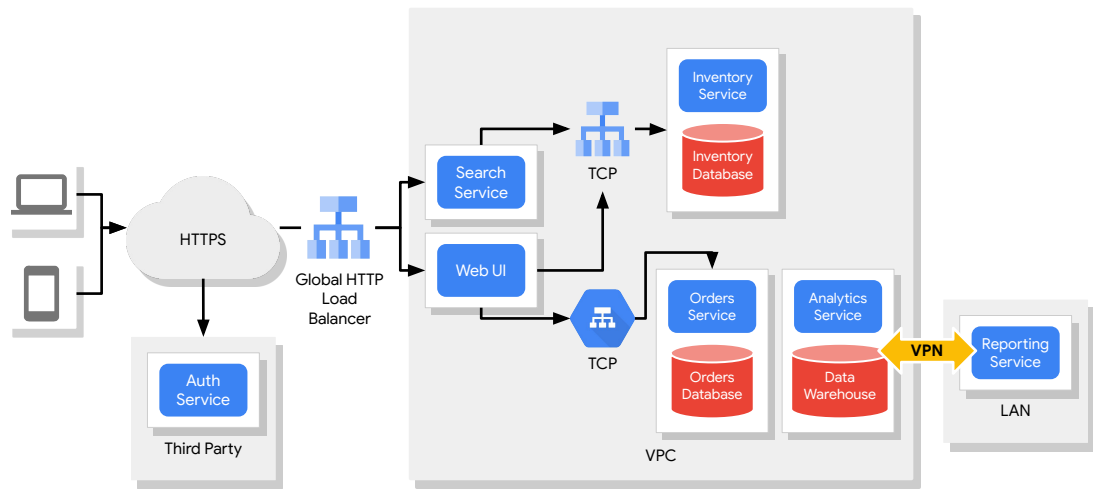 HTTPS
Global HTTP
Load
Balancer
Auth
Service
Third Party
Search
Service
Web UI
TCP
TCP
Inventory
Service
Inventory
Database
Orders
Service
Orders
Database
Analytics
Service
Data
Warehouse
VPC
VPN
Reporting
Service
LAN